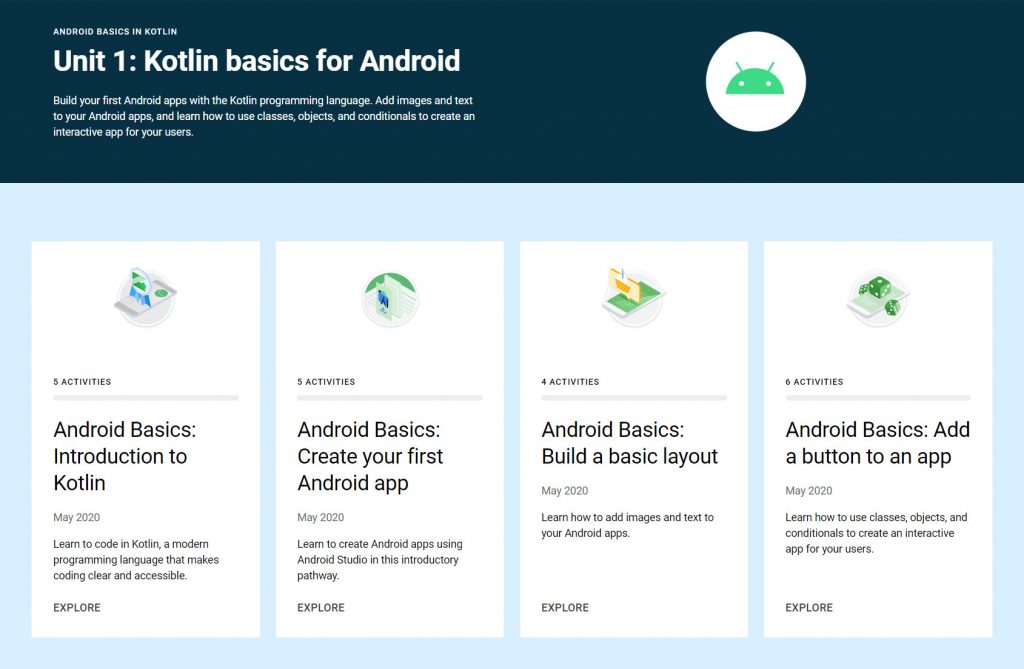 ANDROID BASICS IN KOTLIN
Unit 1: Kotlin basics for Android
Build your first Android apps with the Kotlin programming language. Add images and text
to your Android apps, and learn how to use classes, objects, and conditionals to create an
interactive app for your users.
5 ACTIVITIES
Android Basics:
Introduction to
Kotlin
May 2020
Learn to code in Kotlin, a modern
programming language that makes
coding clear and accessible.
EXPLORE
5 ACTIVITIES
Android Basics:
Create your first
Android app
May 2020
Learn to create Android apps using
Android Studio in this introductory
pathway.
EXPLORE
4 ACTIVITIES
Android Basics:
Build a basic layout
May 2020
Learn how to add images and text to
your Android apps.
EXPLORE
6 ACTIVITIES
Android Basics: Add
a button to an app
May 2020
Learn how to use classes, objects, and
conditionals to create an interactive
app for your users.
EXPLORE